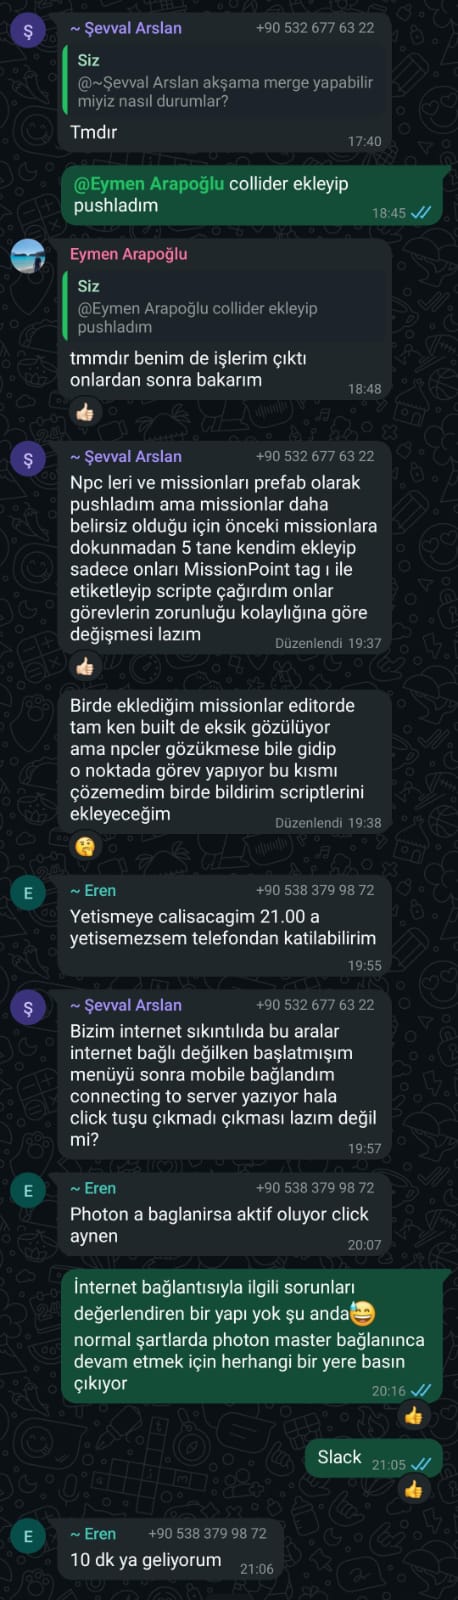 Ş
~ Şevval Arslan +90 532 677 63 22
Siz
@~Şevval Arslan akşama merge yapabilir
miyiz nasıl durumlar?
Tmdır
17:40
@Eymen Arapoğlu collider ekleyip
pushladım
18:45
Eymen Arapoğlu
Siz
@Eymen Arapoğlu collider ekleyip
pushladım
tmmdır benim de işlerim çıktı
onlardan sonra bakarım
18:48
Ş
~ Şevval Arslan +90 532 677 63 22
Npc leri ve missionları prefab olarak
pushladım ama missionlar daha
belirsiz olduğu için önceki missionlara
dokunmadan 5 tane kendim ekleyip
sadece onları MissionPoint tag ı ile
etiketleyip scripte çağırdım onlar
görevlerin zorunluğu kolaylığına göre
değişmesi lazım
Düzenlendi 19:37
Birde eklediğim missionlar editorde
tam ken built de eksik gözülüyor
ama npcler gözükmese bile gidip
o noktada görev yapıyor bu kısmı
çözemedim birde bildirim scriptlerini
ekleyeceğim
Düzenlendi 19:38
E
~ Eren +90 538 379 98 72
Yetismeye calisacagim 21.00 a
yetisemezsem telefondan katilabilirim
19:55
Ş
~ Şevval Arslan +90 532 677 63 22
Bizim internet sıkıntılıda bu aralar
internet bağlı değilken başlatmışım
menüyü sonra mobile bağlandım
connecting to server yazıyor hala
click tuşu çıkmadı çıkması lazım değil
mi?
19:57
E
~ Eren +90 538 379 98 72
Photon a baglanirsa aktif oluyor click
aynen
20:07
İnternet bağlantısıyla ilgili sorunları
değerlendiren bir yapı yok şu anda😅
normal şartlarda photon master bağlanınca
devam etmek için herhangi bir yere basın
çıkıyor
20:16
Slack
21:05
E
~ Eren +90 538 379 98 72
10 dk ya geliyorum
21:06